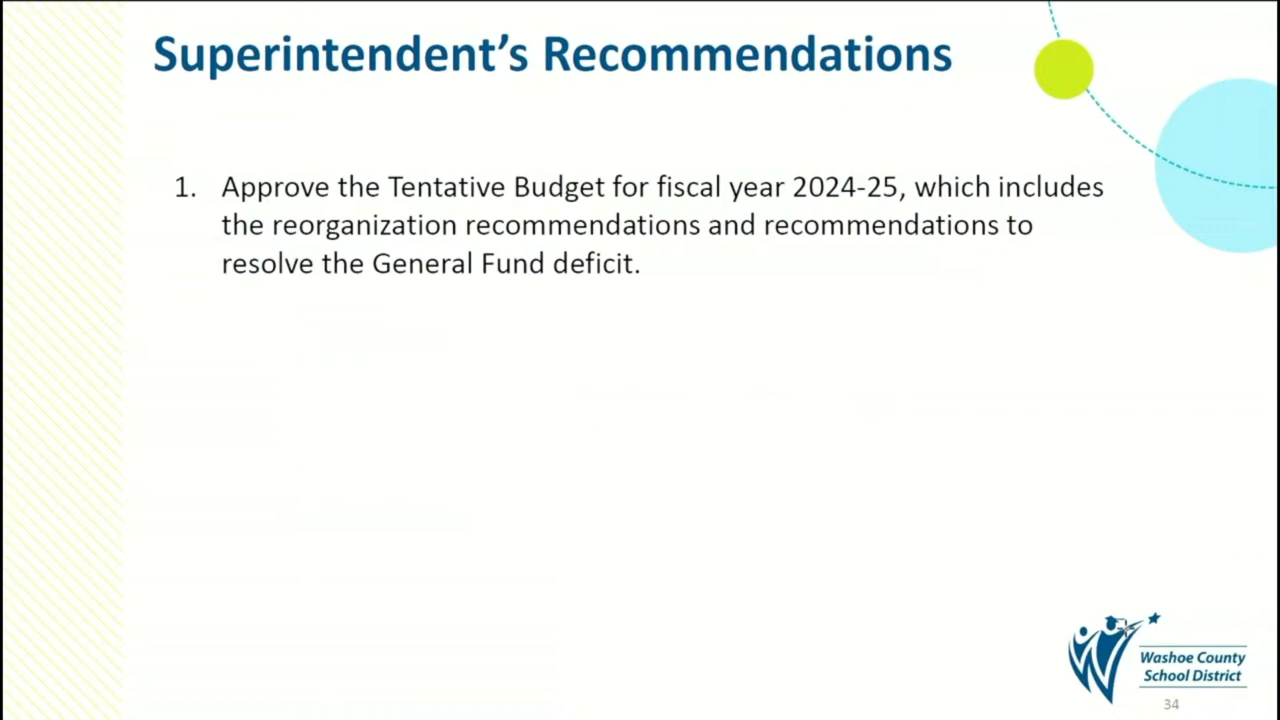 Superintendent’s Recommendations
1. Approve the Tentative Budget for fiscal year 2024-25, which includes
the reorganization recommendations and recommendations to
resolve the General Fund deficit.
Washoe County
School District
34